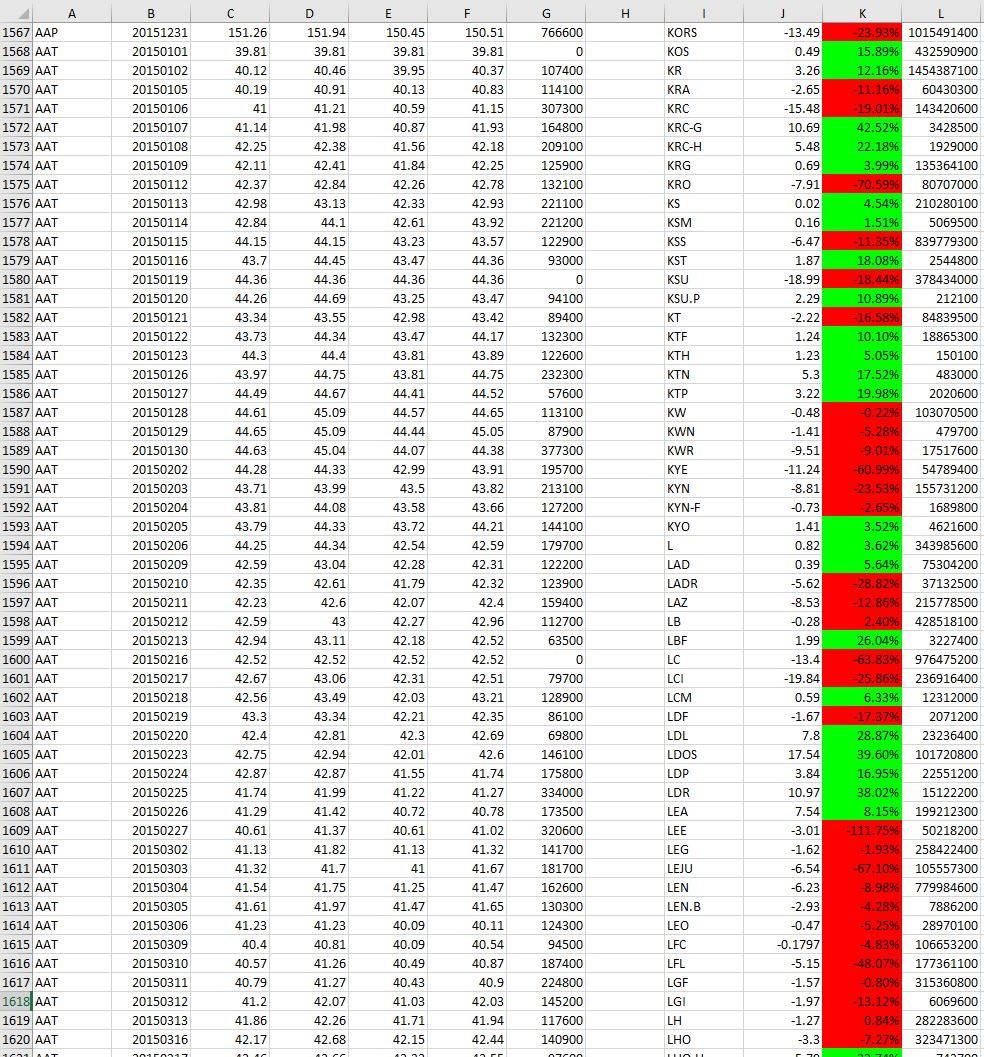 A B C D E F G H I J K L
1567 AAP 20151231 151.26 151.94 150.45 150.51 766600 KORS -13.49 -23.93% 1015491400
1568 AAT 20150101 39.81 39.81 39.81 39.81 0 KOS 0.49 15.89% 432590900
1569 AAT 20150102 40.12 40.46 39.95 40.37 107400 KR 3.26 12.16% 1454387100
1570 AAT 20150105 40.19 40.91 40.13 40.83 114100 KRA -2.65 -11.16% 60430300
1571 AAT 20150106 41 41.21 40.59 41.15 307300 KRC -15.48 -19.01% 143420600
1572 AAT 20150107 41.14 41.98 40.87 41.93 164800 KRC-G 10.69 42.52% 3428500
1573 AAT 20150108 42.25 42.38 41.56 42.18 209100 KRC-H 5.48 22.18% 1929000
1574 AAT 20150109 42.11 42.41 41.84 42.25 125900 KRG 0.69 3.99% 135364100
1575 AAT 20150112 42.37 42.84 42.26 42.78 132100 KRO -7.91 -70.59% 80707000
1576 AAT 20150113 42.98 43.13 42.33 42.93 221100 KS 0.02 4.54% 210280100
1577 AAT 20150114 42.84 44.1 42.61 43.92 221200 KSM 0.16 1.51% 5069500
1578 AAT 20150115 44.15 44.15 43.23 43.57 122900 KSS -6.47 -11.35% 839779300
1579 AAT 20150116 43.7 44.45 43.47 44.36 93000 KST 1.87 18.08% 2544800
1580 AAT 20150119 44.36 44.36 44.36 44.36 0 KSU -18.99 -18.44% 378434000
1581 AAT 20150120 44.26 44.69 43.25 43.47 94100 KSU.P 2.29 10.89% 212100
1582 AAT 20150121 43.34 43.55 42.98 43.42 89400 KT -2.22 -16.58% 84839500
1583 AAT 20150122 43.73 44.34 43.47 44.17 132300 KTF 1.24 10.10% 18865300
1584 AAT 20150123 44.3 44.4 43.81 43.89 122600 KTH 1.23 5.05% 150100
1585 AAT 20150126 43.97 44.75 43.81 44.75 232300 KTN 5.3 17.52% 483000
1586 AAT 20150127 44.49 44.67 44.41 44.52 57600 KTP 3.22 19.98% 2020600
1587 AAT 20150128 44.61 45.09 44.57 44.65 113100 KW -0.48 -0.22% 103070500
1588 AAT 20150129 44.65 45.09 44.44 45.05 87900 KWN -1.41 -5.28% 479700
1589 AAT 20150130 44.63 45.04 44.07 44.38 377300 KWR -9.51 -9.01% 17517600
1590 AAT 20150202 44.28 44.33 42.99 43.91 195700 KYE -11.24 -60.99% 54789400
1591 AAT 20150203 43.71 43.99 43.5 43.82 213100 KYN -8.81 -23.53% 155731200
1592 AAT 20150204 43.81 44.08 43.58 43.66 127200 KYN-F -0.73 -2.65% 1689800
1593 AAT 20150205 43.79 44.33 43.72 44.21 144100 KYO 1.41 3.52% 4621600
1594 AAT 20150206 44.25 44.34 42.54 42.59 179700 L 0.82 3.62% 343985600
1595 AAT 20150209 42.59 43.04 42.28 42.31 122200 LAD 0.39 5.64% 75304200
1596 AAT 20150210 42.35 42.61 41.79 42.32 123900 LADR -5.62 -28.82% 37132500
1597 AAT 20150211 42.23 42.6 42.07 42.4 159400 LAZ -8.53 -12.86% 215778500
1598 AAT 20150212 42.59 43 42.27 42.96 112700 LB -0.28 2.40% 428518100
1599 AAT 20150213 42.94 43.11 42.18 42.52 63500 LBF 1.99 26.04% 3227400
1600 AAT 20150216 42.52 42.52 42.52 42.52 0 LC -13.4 -63.83% 976475200
1601 AAT 20150217 42.67 43.06 42.31 42.51 79700 LCI -19.84 -25.86% 236916400
1602 AAT 20150218 42.56 43.49 42.03 43.21 128900 LCM 0.59 6.33% 12312000
1603 AAT 20150219 43.3 43.34 42.21 42.35 86100 LDF -1.67 -17.37% 2071200
1604 AAT 20150220 42.4 42.81 42.3 42.69 69800 LDL 7.8 28.87% 23236400
1605 AAT 20150223 42.75 42.94 42.01 42.6 146100 LDOS 17.54 39.60% 101720800
1606 AAT 20150224 42.87 42.87 41.55 41.74 175800 LDP 3.84 16.95% 22551200
1607 AAT 20150225 41.74 41.99 41.22 41.27 334000 LDR 10.97 38.02% 15122200
1608 AAT 20150226 41.29 41.42 40.72 40.78 173500 LEA 7.54 8.15% 199212300
1609 AAT 20150227 40.61 41.37 40.61 41.02 320600 LEE -3.01 -111.75% 50218200
1610 AAT 20150302 41.13 41.82 41.13 41.32 141700 LEG -1.62 -1.93% 258422400
1611 AAT 20150303 41.32 41.7 41 41.67 181700 LEJU -6.54 -67.10% 105557300
1612 AAT 20150304 41.54 41.75 41.25 41.47 162600 LEN -6.23 -8.98% 779984600
1613 AAT 20150305 41.61 41.97 41.47 41.65 130300 LEN.B -2.93 -4.28% 7886200
1614 AAT 20150306 41.23 41.23 40.09 40.11 124300 LEO -0.47 -5.25% 28970100
1615 AAT 20150309 40.4 40.81 40.09 40.54 94500 LFC -0.1797 -4.83% 106653200
1616 AAT 20150310 40.57 41.26 40.49 40.87 187400 LFL -5.15 -48.07% 177361100
1617 AAT 20150311 40.79 41.27 40.43 40.9 224800 LGF -1.57 -0.80% 315360800
1618 AAT 20150312 41.2 42.07 41.03 42.03 145200 LGI -1.97 -13.12% 6069600
1619 AAT 20150313 41.86 42.26 41.71 41.94 117600 LH -1.27 0.84% 282283600
1620 AAT 20150316 42.17 42.68 42.15 42.44 140900 LHO -3.3 -7.27% 323471300